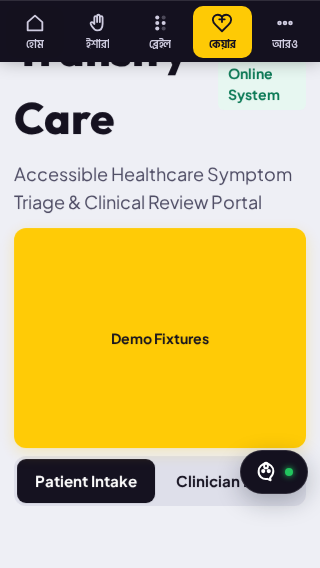 হোম
ইশারা
ব্রেইল
কেয়ার
আরও
Online
System
Care
Accessible Healthcare Symptom
Triage & Clinical Review Portal
Demo Fixtures
Patient Intake
Clinician